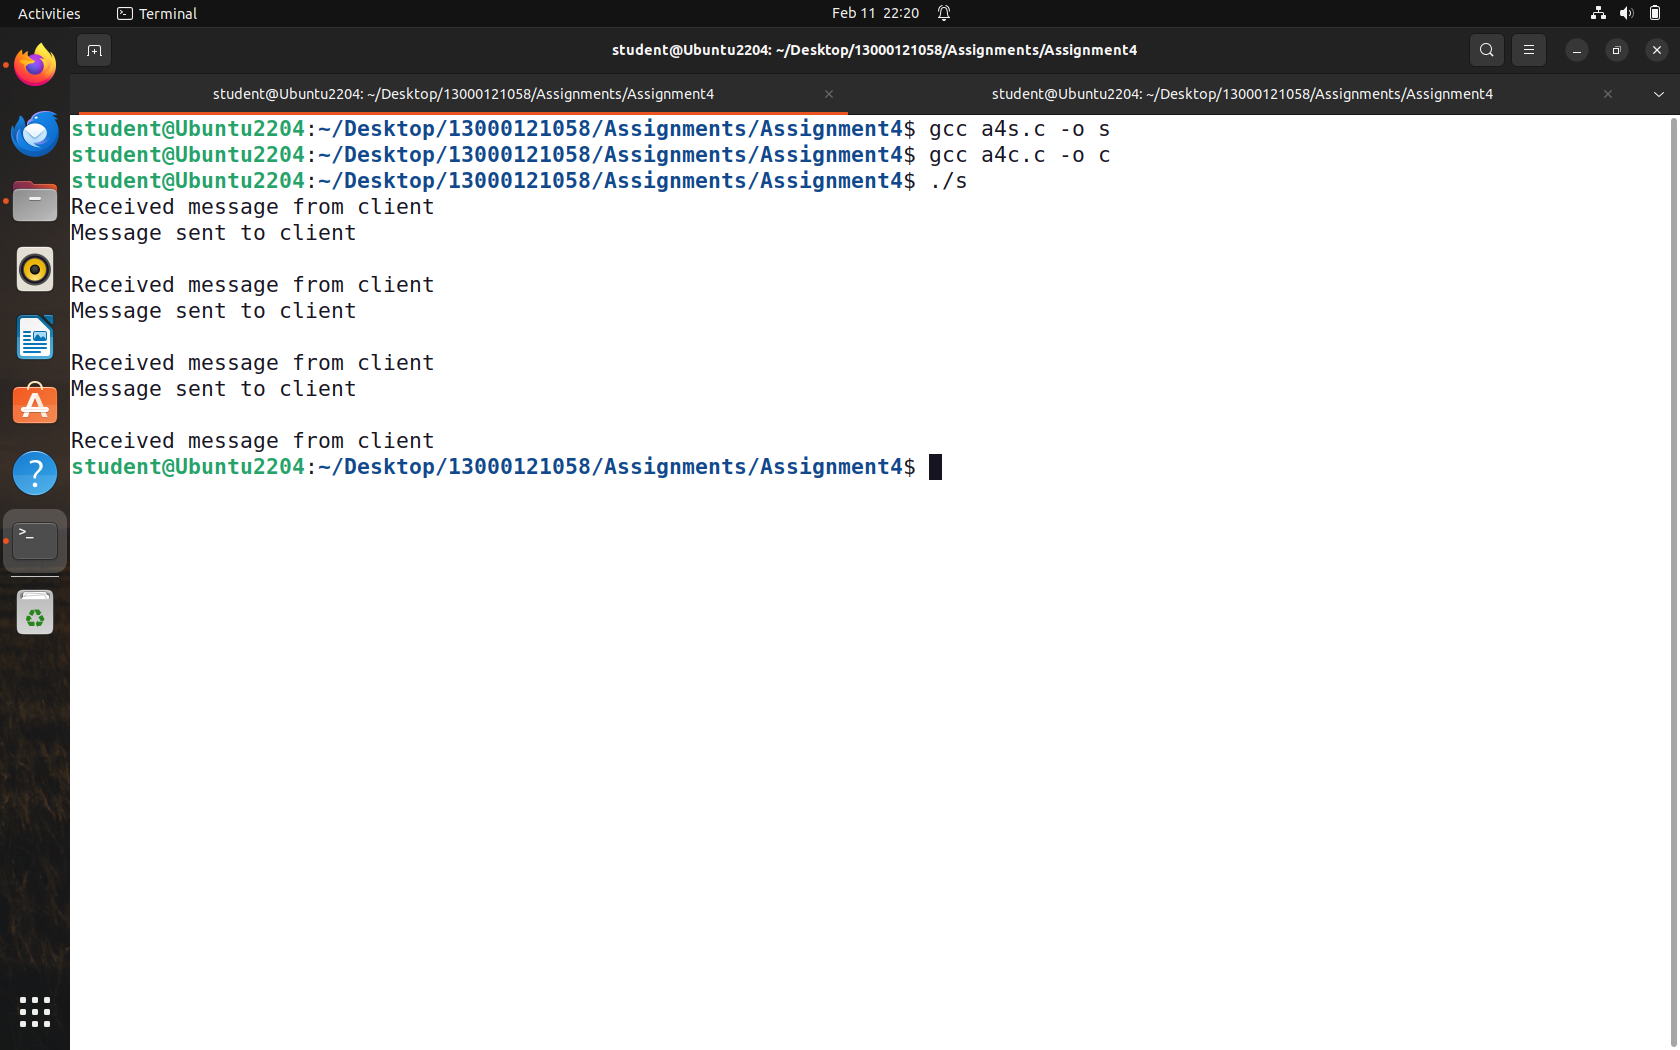 Activities
Terminal
Feb 11 22:20
student@Ubuntu2204: ~/Desktop/13000121058/Assignments/Assignment4
student@Ubuntu2204: ~/Desktop/13000121058/Assignments/Assignment4
student@Ubuntu2204: ~/Desktop/13000121058/Assignments/Assignment4
student@Ubuntu2204:~/Desktop/13000121058/Assignments/Assignment4$ gcc a4s.c -o s
student@Ubuntu2204:~/Desktop/13000121058/Assignments/Assignment4$ gcc a4c.c -o c
student@Ubuntu2204:~/Desktop/13000121058/Assignments/Assignment4$ ./s
Received message from client
Message sent to client
Received message from client
Message sent to client
Received message from client
Message sent to client
Received message from client
student@Ubuntu2204:~/Desktop/13000121058/Assignments/Assignment4$